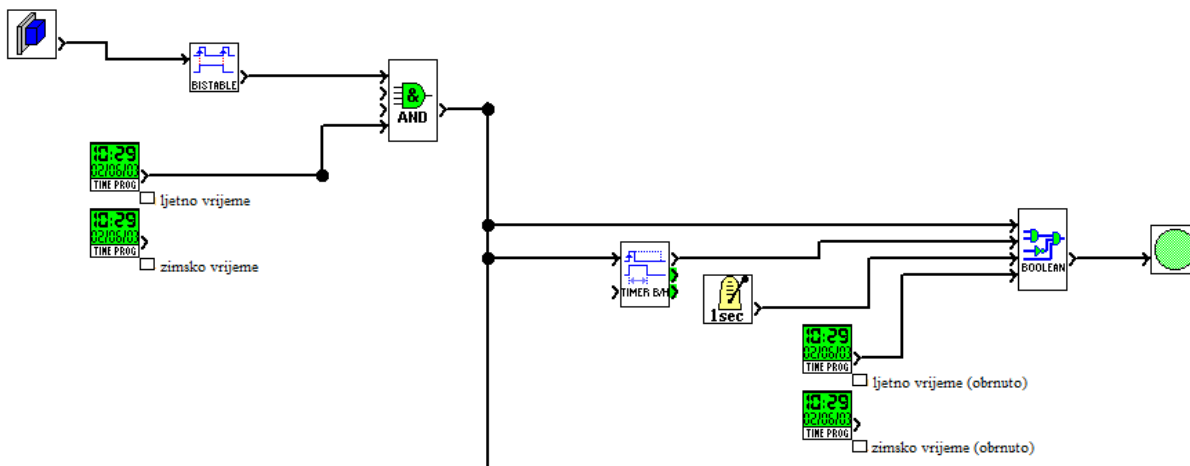 BISTABLE
&
AND
10:29
02/06/03
TIME PROG
ljetno vrijeme
10:29
02/06/03
TIME PROG
zimsko vrijeme
BOOLEAN
TIMER B/H
1sec
10:29
02/06/03
TIME PROG
ljetno vrijeme (obrnuto)
10:29
02/06/03
TIME PROG
zimsko vrijeme (obrnuto)